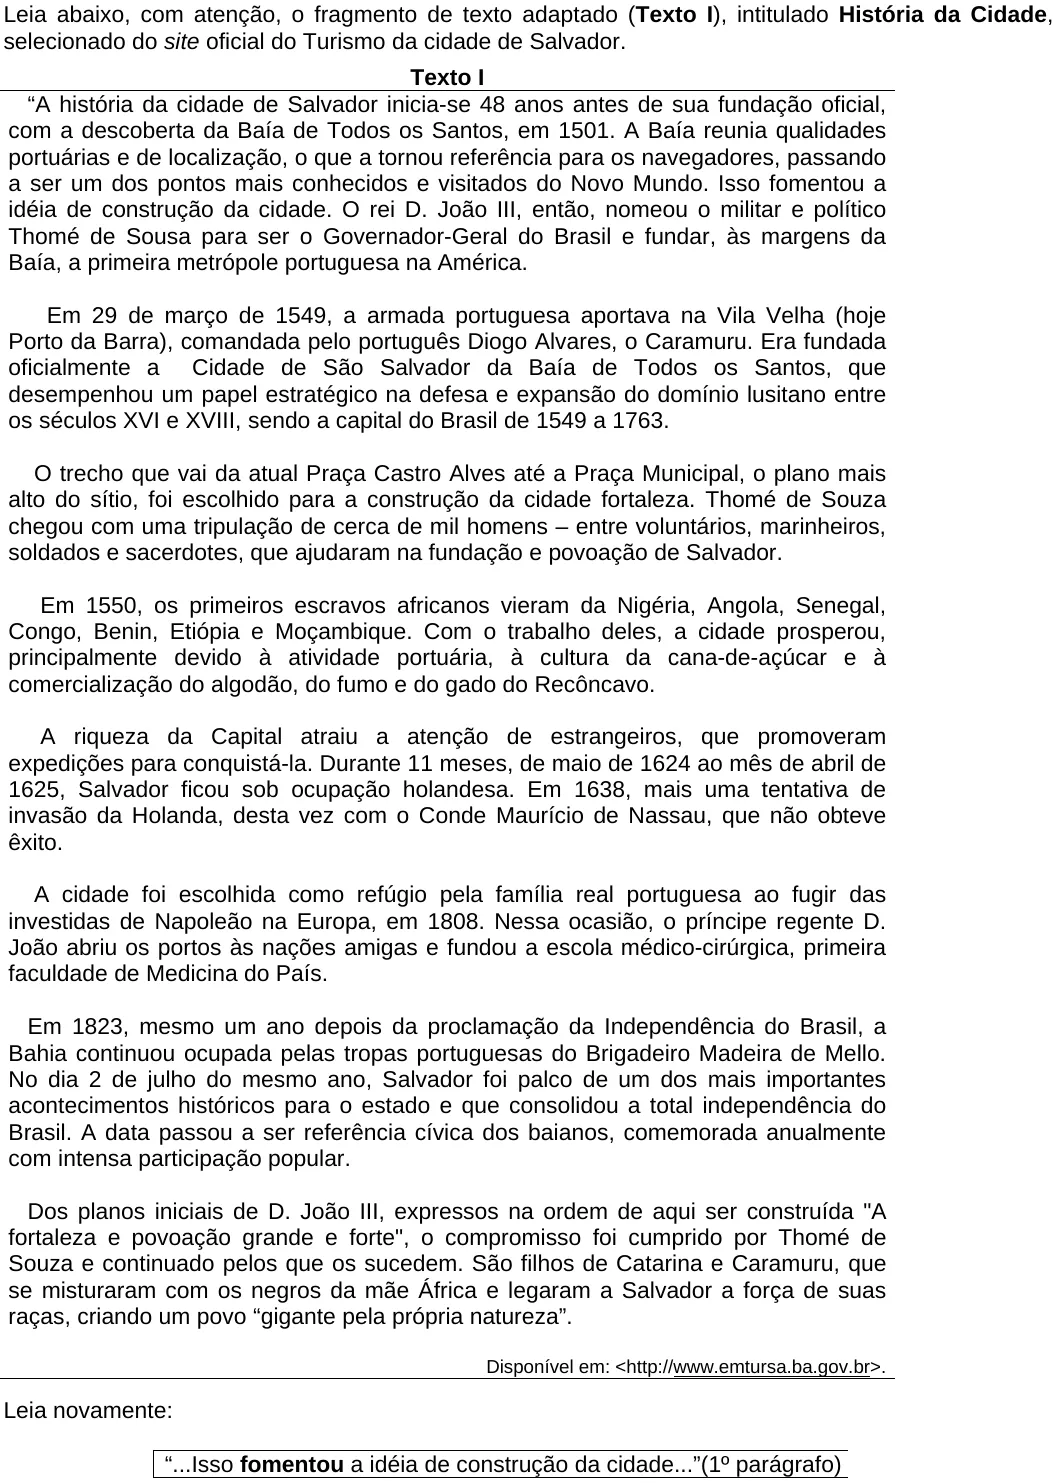 Leia abaixo, com atenção, o fragmento de texto adaptado (Texto I), intitulado História da Cidade,
selecionado do site oficial do Turismo da cidade de Salvador.
Texto I
“A história da cidade de Salvador inicia-se 48 anos antes de sua fundação oficial,
com a descoberta da Baía de Todos os Santos, em 1501. A Baía reunia qualidades
portuárias e de localização, o que a tornou referência para os navegadores, passando
a ser um dos pontos mais conhecidos e visitados do Novo Mundo. Isso fomentou a
idéia de construção da cidade. O rei D. João III, então, nomeou o militar e político
Thomé de Sousa para ser o Governador-Geral do Brasil e fundar, às margens da
Baía, a primeira metrópole portuguesa na América.
Em 29 de março de 1549, a armada portuguesa aportava na Vila Velha (hoje
Porto da Barra), comandada pelo português Diogo Alvares, o Caramuru. Era fundada
oficialmente a Cidade de São Salvador da Baía de Todos os Santos, que
desempenhou um papel estratégico na defesa e expansão do domínio lusitano entre
os séculos XVI e XVIII, sendo a capital do Brasil de 1549 a 1763.
O trecho que vai da atual Praça Castro Alves até a Praça Municipal, o plano mais
alto do sítio, foi escolhido para a construção da cidade fortaleza. Thomé de Souza
chegou com uma tripulação de cerca de mil homens – entre voluntários, marinheiros,
soldados e sacerdotes, que ajudaram na fundação e povoação de Salvador.
Em 1550, os primeiros escravos africanos vieram da Nigéria, Angola, Senegal,
Congo, Benin, Etiópia e Moçambique. Com o trabalho deles, a cidade prosperou,
principalmente devido à atividade portuária, à cultura da cana-de-açúcar e à
comercialização do algodão, do fumo e do gado do Recôncavo.
A riqueza da Capital atraiu a atenção de estrangeiros, que promoveram
expedições para conquistá-la. Durante 11 meses, de maio de 1624 ao mês de abril de
1625, Salvador ficou sob ocupação holandesa. Em 1638, mais uma tentativa de
invasão da Holanda, desta vez com o Conde Maurício de Nassau, que não obteve
êxito.
A cidade foi escolhida como refúgio pela família real portuguesa ao fugir das
investidas de Napoleão na Europa, em 1808. Nessa ocasião, o príncipe regente D.
João abriu os portos às nações amigas e fundou a escola médico-cirúrgica, primeira
faculdade de Medicina do País.
Em 1823, mesmo um ano depois da proclamação da Independência do Brasil, a
Bahia continuou ocupada pelas tropas portuguesas do Brigadeiro Madeira de Mello.
No dia 2 de julho do mesmo ano, Salvador foi palco de um dos mais importantes
acontecimentos históricos para o estado e que consolidou a total independência do
Brasil. A data passou a ser referência cívica dos baianos, comemorada anualmente
com intensa participação popular.
Dos planos iniciais de D. João III, expressos na ordem de aqui ser construída "A
fortaleza e povoação grande e forte", o compromisso foi cumprido por Thomé de
Souza e continuado pelos que os sucedem. São filhos de Catarina e Caramuru, que
se misturaram com os negros da mãe África e legaram a Salvador a força de suas
raças, criando um povo “gigante pela própria natureza”.
Disponível em: <http://www.emtursa.ba.gov.br>.
Leia novamente:
“...Isso fomentou a idéia de construção da cidade...”(1º parágrafo)